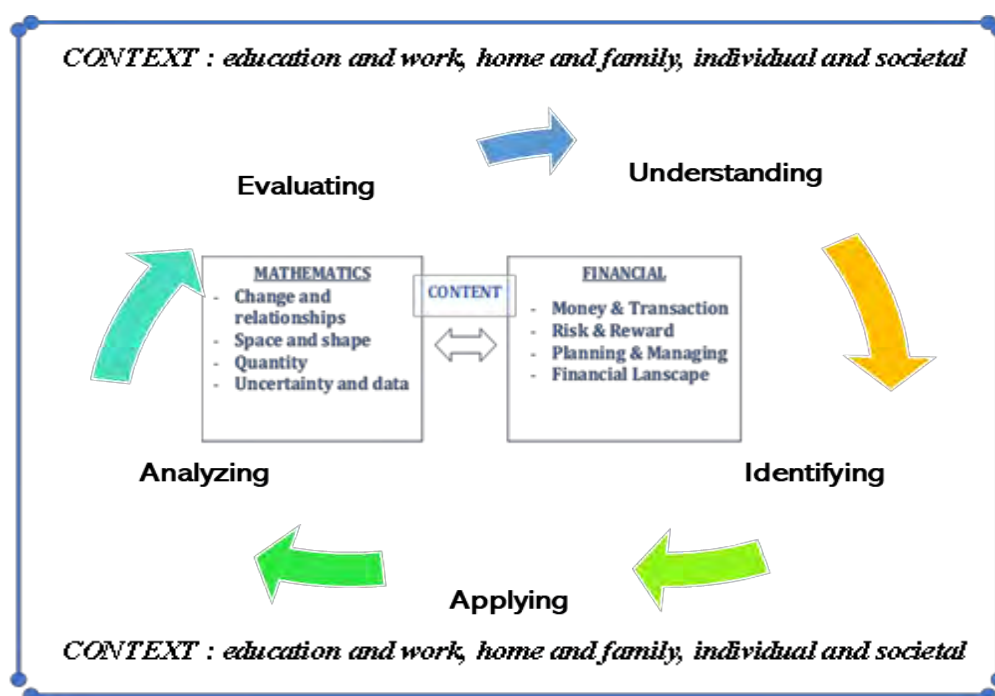 CONTEXT : education and work, home and family, individual and societal
Evaluating
Understanding
MATHEMATICS
- Change and
relationships
- Space and shape
- Quantity
- Uncertainty and data
CONTENT
FINANCIAL
- Money & Transaction
- Risk & Reward
- Planning & Managing
- Financial Lanscape
Analyzing
Identifying
Applying
CONTEXT : education and work, home and family, individual and societal